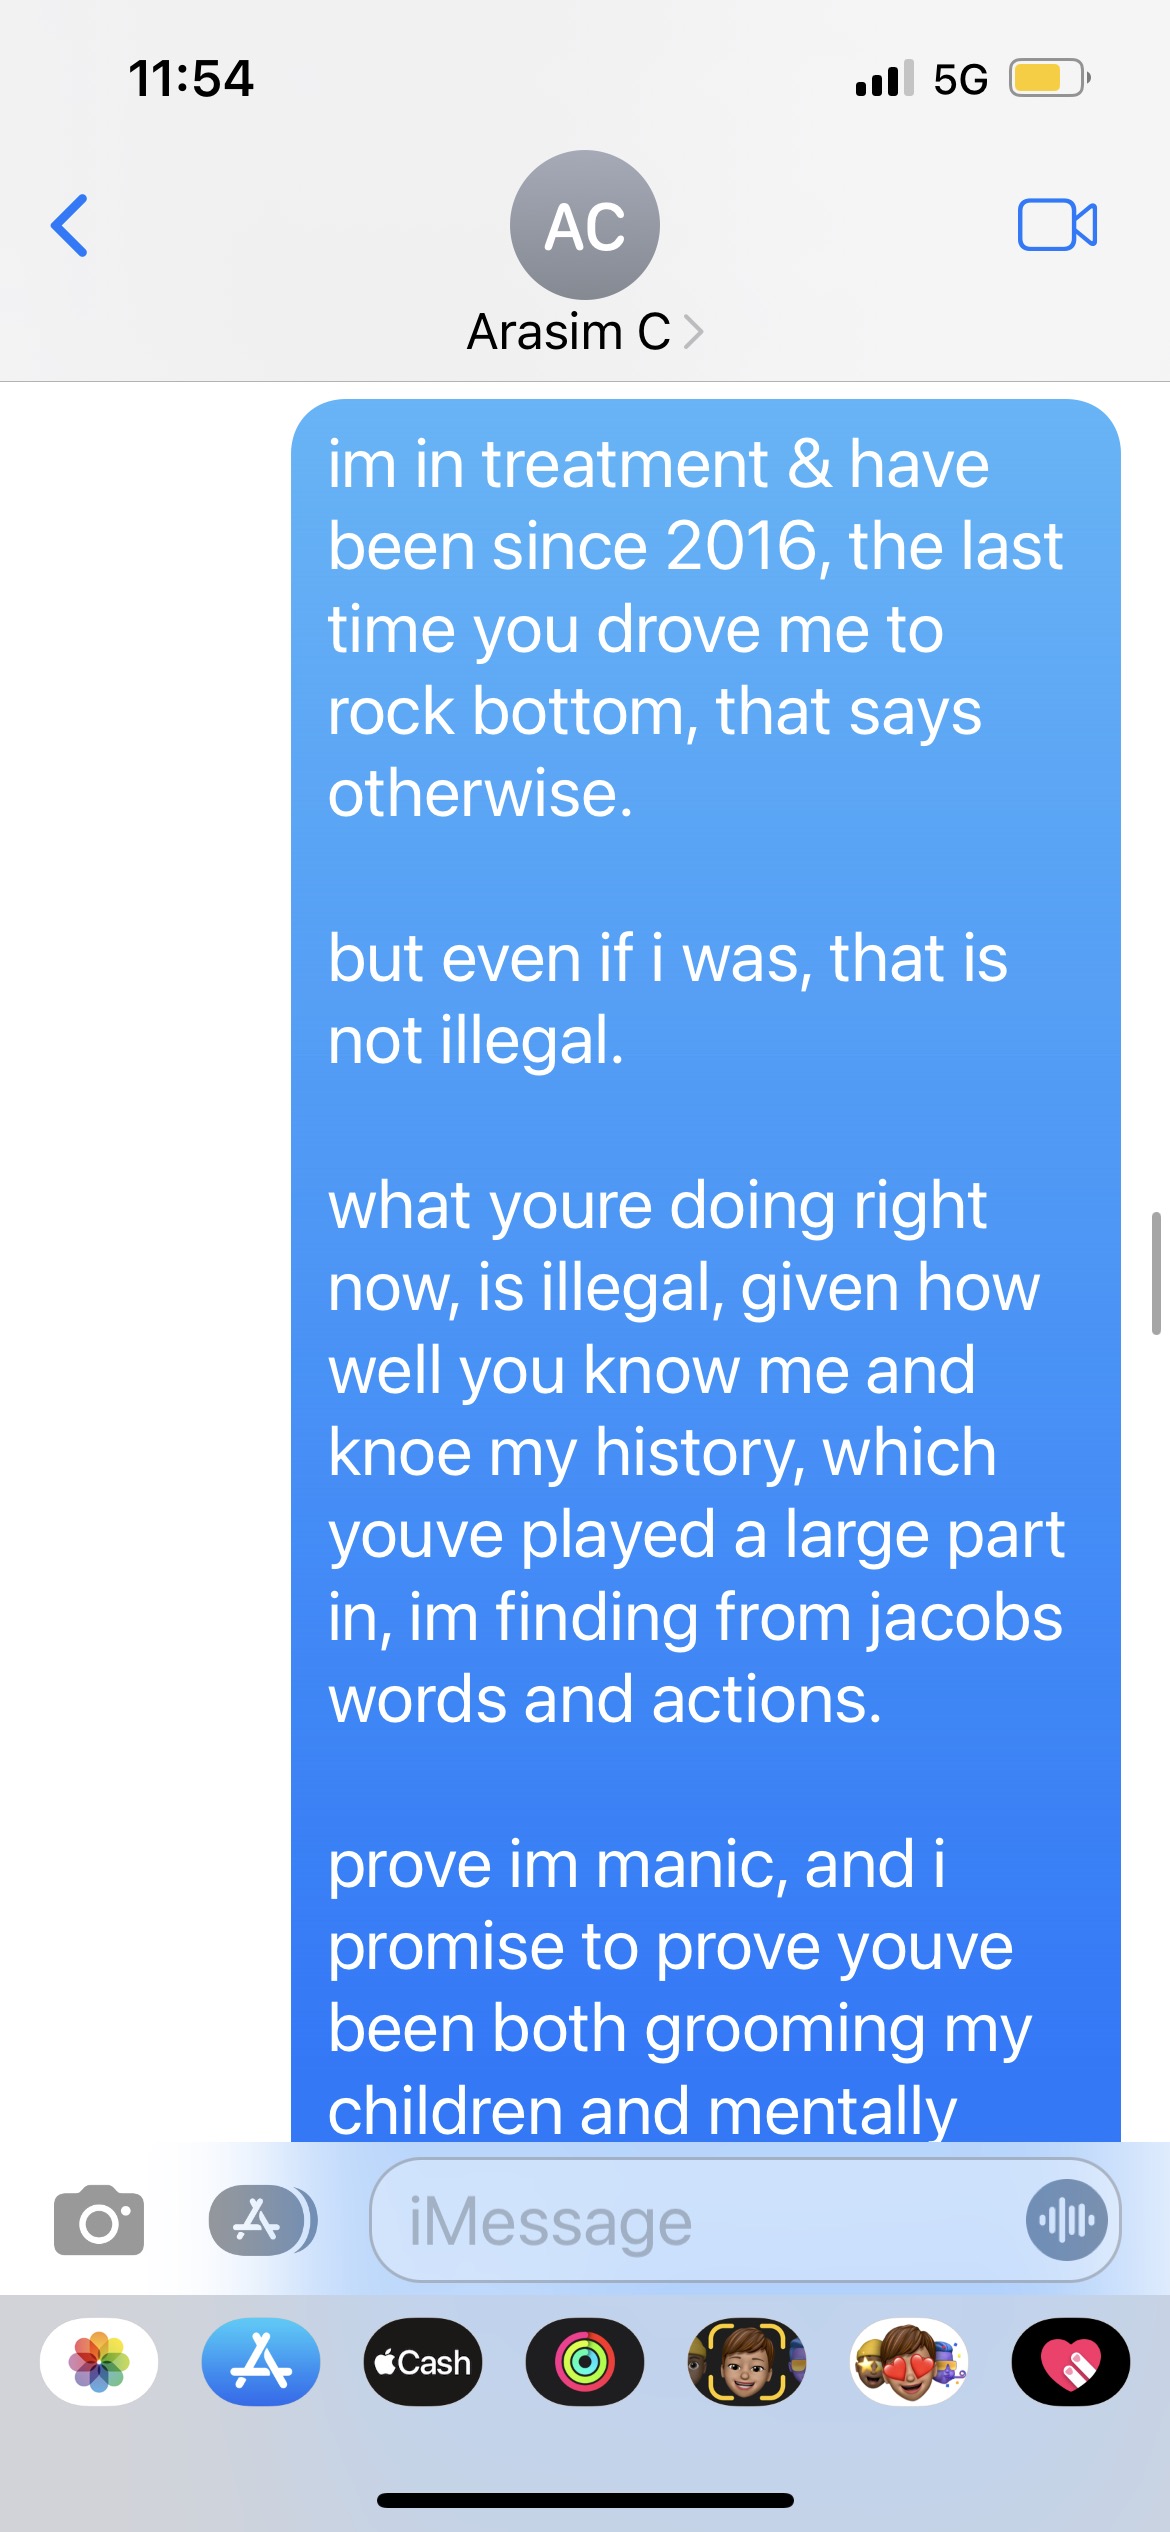 11:54
5G
AC
Arasim C
im in treatment & have
been since 2016, the last
time you drove me to
rock bottom, that says
otherwise.
but even if i was, that is
not illegal.
what youre doing right
now, is illegal, given how
well you know me and
knoe my history, which
youve played a large part
in, im finding from jacobs
words and actions.
prove im manic, and i
promise to prove youve
been both grooming my
children and mentally
iMessage
Cash